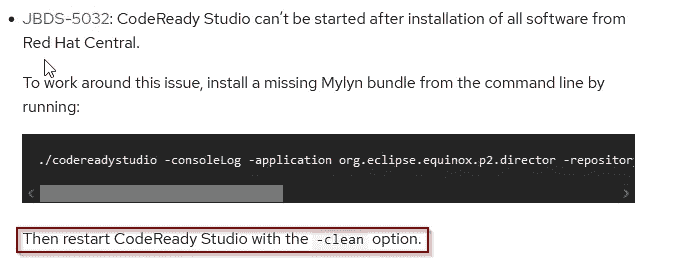 • JBDS-5032: CodeReady Studio can’t be started after installation of all software from
Red Hat Central.
To work around this issue, install a missing Mylyn bundle from the command line by
running:
./codereadystudio -consoleLog -application org.eclipse.equinox.p2.director -repositor
Then restart CodeReady Studio with the -clean option.